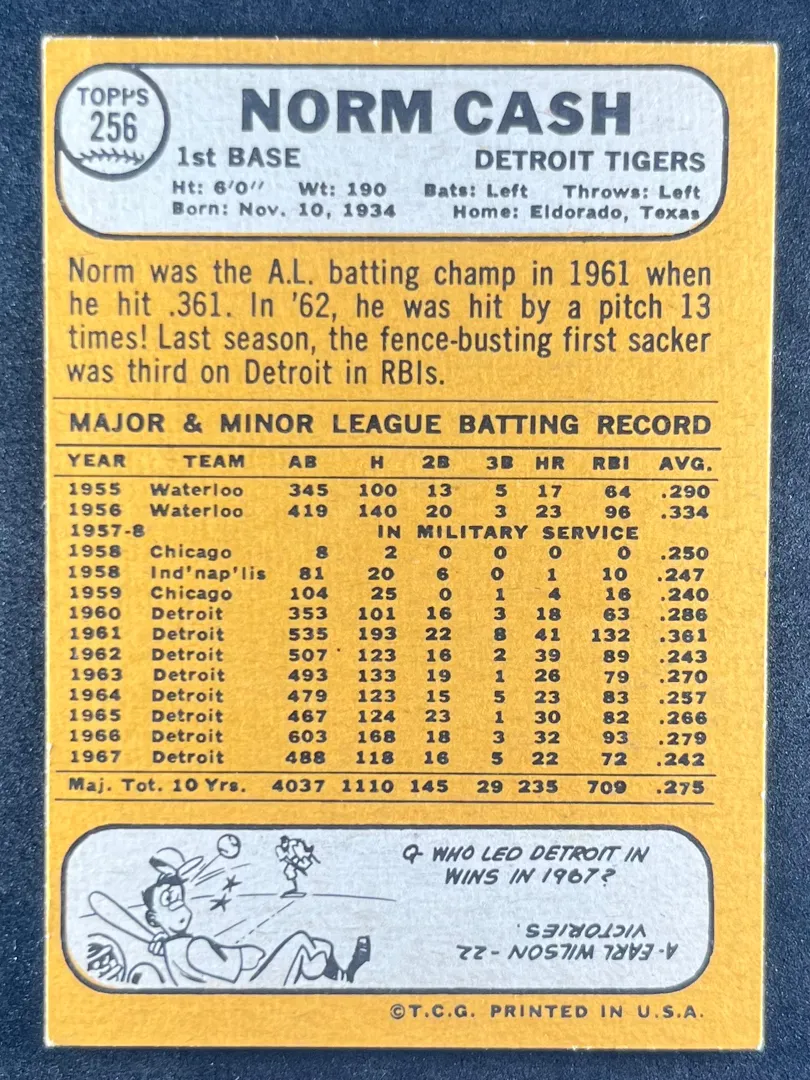 TOPPS
256
NORM CASH
1st BASE DETROIT TIGERS
Ht: 6'0" Wt: 190 Bats: Left Throws: Left
Born: Nov. 10, 1934 Home: Eldorado, Texas
Norm was the A.L. batting champ in 1961 when
he hit .361. In '62, he was hit by a pitch 13
times! Last season, the fence-busting first sacker
was third on Detroit in RBIs.
MAJOR & MINOR LEAGUE BATTING RECORD
YEAR TEAM AB H 2B 3B HR RBI AVG.
1955 Waterloo 345 100 13 5 17 64 .290
1956 Waterloo 419 140 20 3 23 96 .334
1957-8 IN MILITARY SERVICE
1958 Chicago 8 2 0 0 0 0 .250
1958 Ind'nap'lis 81 20 6 0 1 10 .247
1959 Chicago 104 25 0 1 4 16 .240
1960 Detroit 353 101 16 3 18 63 .286
1961 Detroit 535 193 22 8 41 132 .361
1962 Detroit 507 123 16 2 39 89 .243
1963 Detroit 493 133 19 1 26 79 .270
1964 Detroit 479 123 15 5 23 83 .257
1965 Detroit 467 124 23 1 30 82 .266
1966 Detroit 603 168 18 3 32 93 .279
1967 Detroit 488 118 16 5 22 72 .242
Maj. Tot. 10 Yrs. 4037 1110 145 29 235 709 .275
Q- WHO LED DETROIT IN
WINS IN 1967?
A- EARL WILSON - 22
VICTORIES.
©T.C.G. PRINTED IN U.S.A.